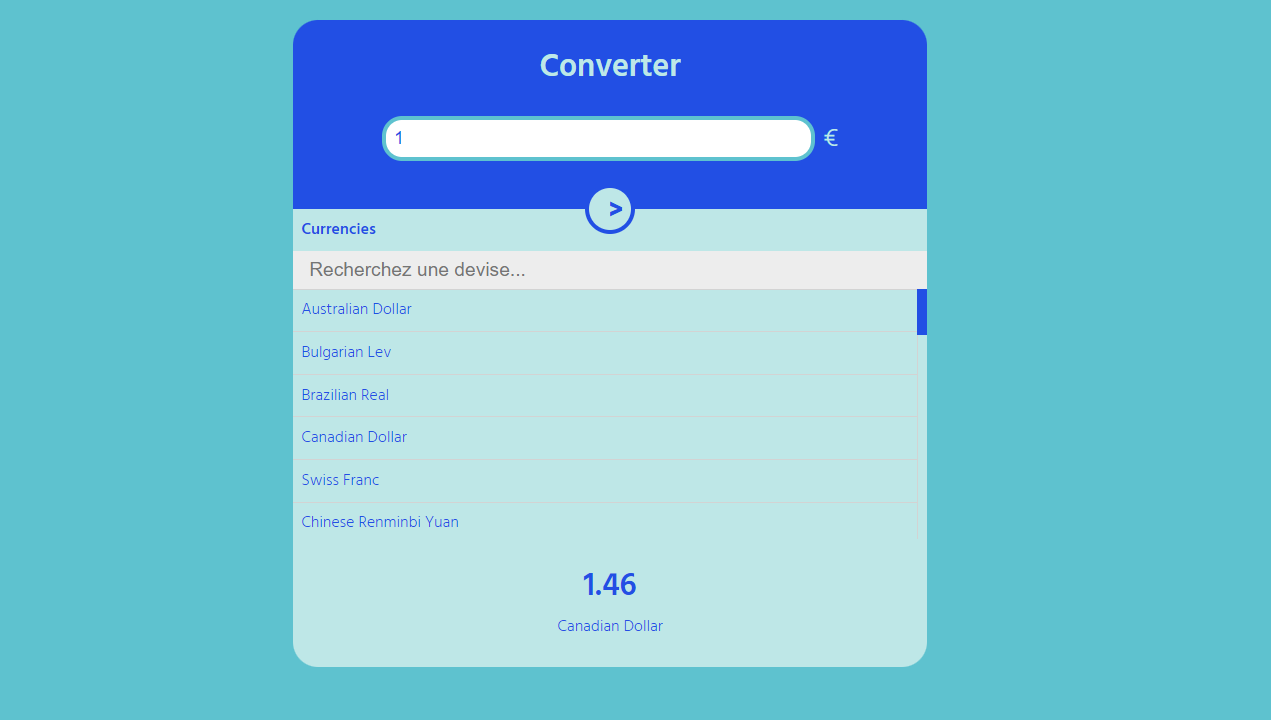 Converter
1 €
>
Currencies
Recherchez une devise...
Australian Dollar
Bulgarian Lev
Brazilian Real
Canadian Dollar
Swiss Franc
Chinese Renminbi Yuan
1.46
Canadian Dollar